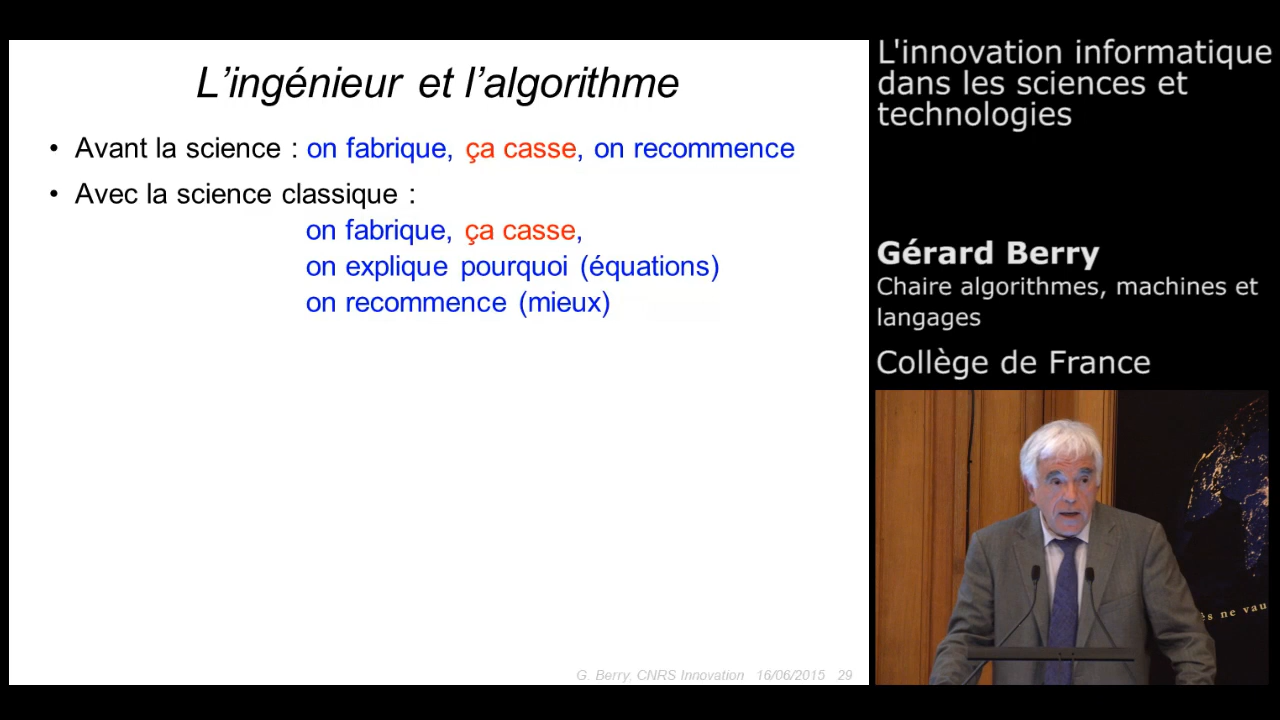 L'ingénieur et l'algorithme
• Avant la science : on fabrique, ça casse, on recommence
• Avec la science classique :
on fabrique, ça casse,
on explique pourquoi (équations)
on recommence (mieux)
G. Berry, CNRS Innovation 16/06/2015 29
L'innovation informatique
dans les sciences et
technologies
Gérard Berry
Chaire algorithmes, machines et
langages
Collège de France
ne vau